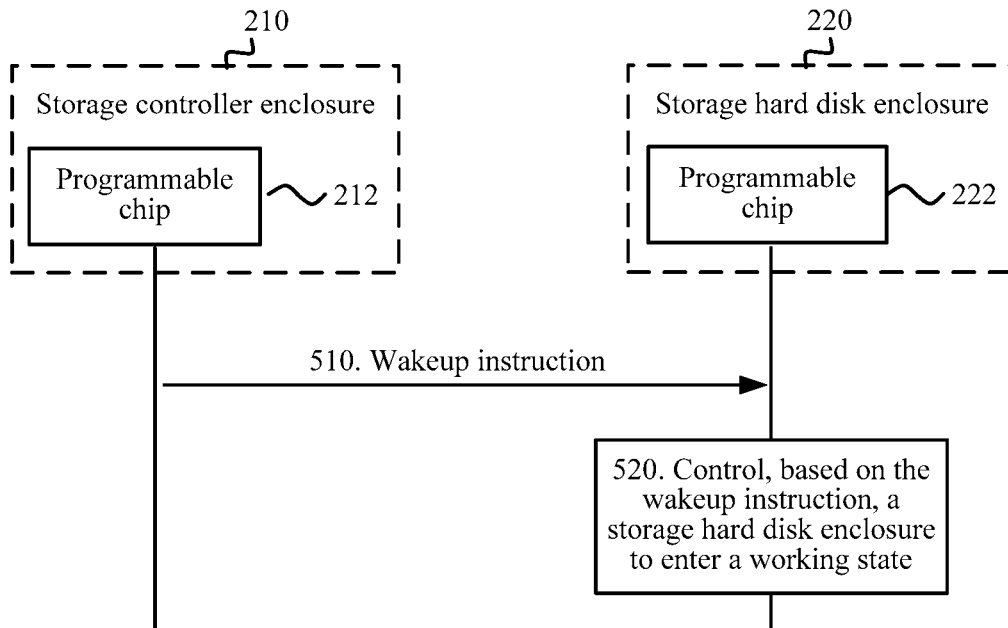 210
220
Storage controller enclosure
Storage hard disk enclosure
Programmable
chip
212
Programmable
chip
222
510. Wakeup instruction
520. Control, based on the
wakeup instruction, a
storage hard disk enclosure
to enter a working state